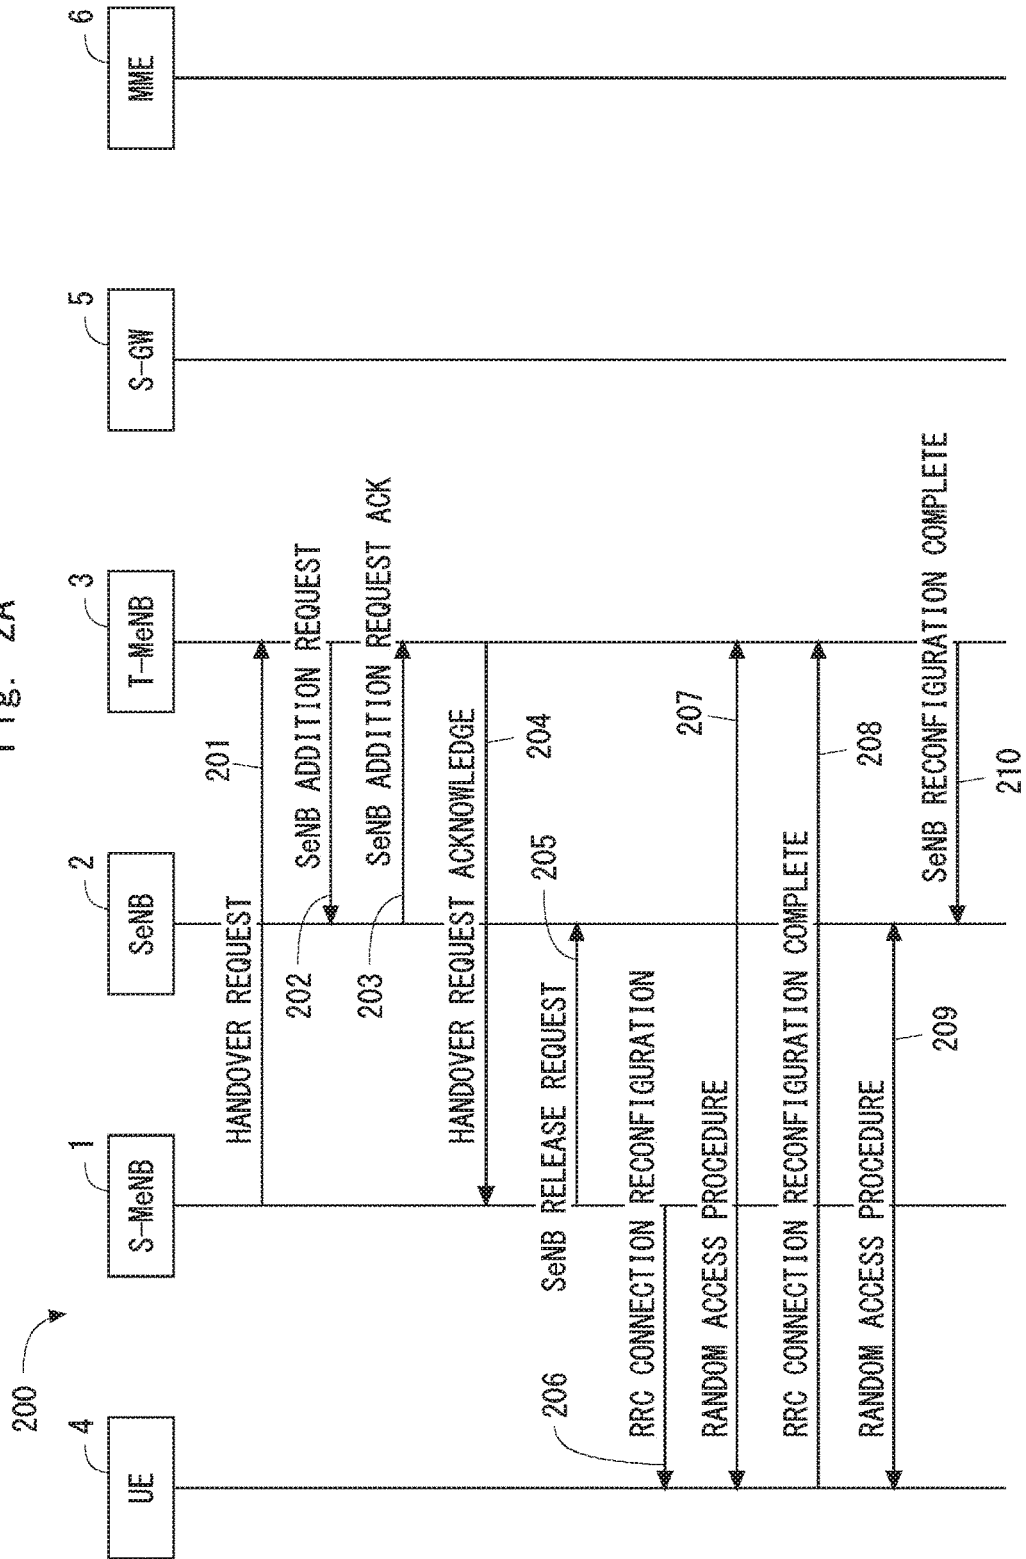 Fig. 2A
200
4
UE
1
S-MeNB
2
SeNB
3
T-MeNB
5
S-GW
6
MME
HANDOVER REQUEST
201
SeNB ADDITION REQUEST
202
SeNB ADDITION REQUEST ACK
203
HANDOVER REQUEST ACKNOWLEDGE
204
SeNB RELEASE REQUEST
205
RRC CONNECTION RECONFIGURATION
206
RANDOM ACCESS PROCEDURE
207
RRC CONNECTION RECONFIGURATION COMPLETE
208
RANDOM ACCESS PROCEDURE
209
SeNB RECONFIGURATION COMPLETE
210